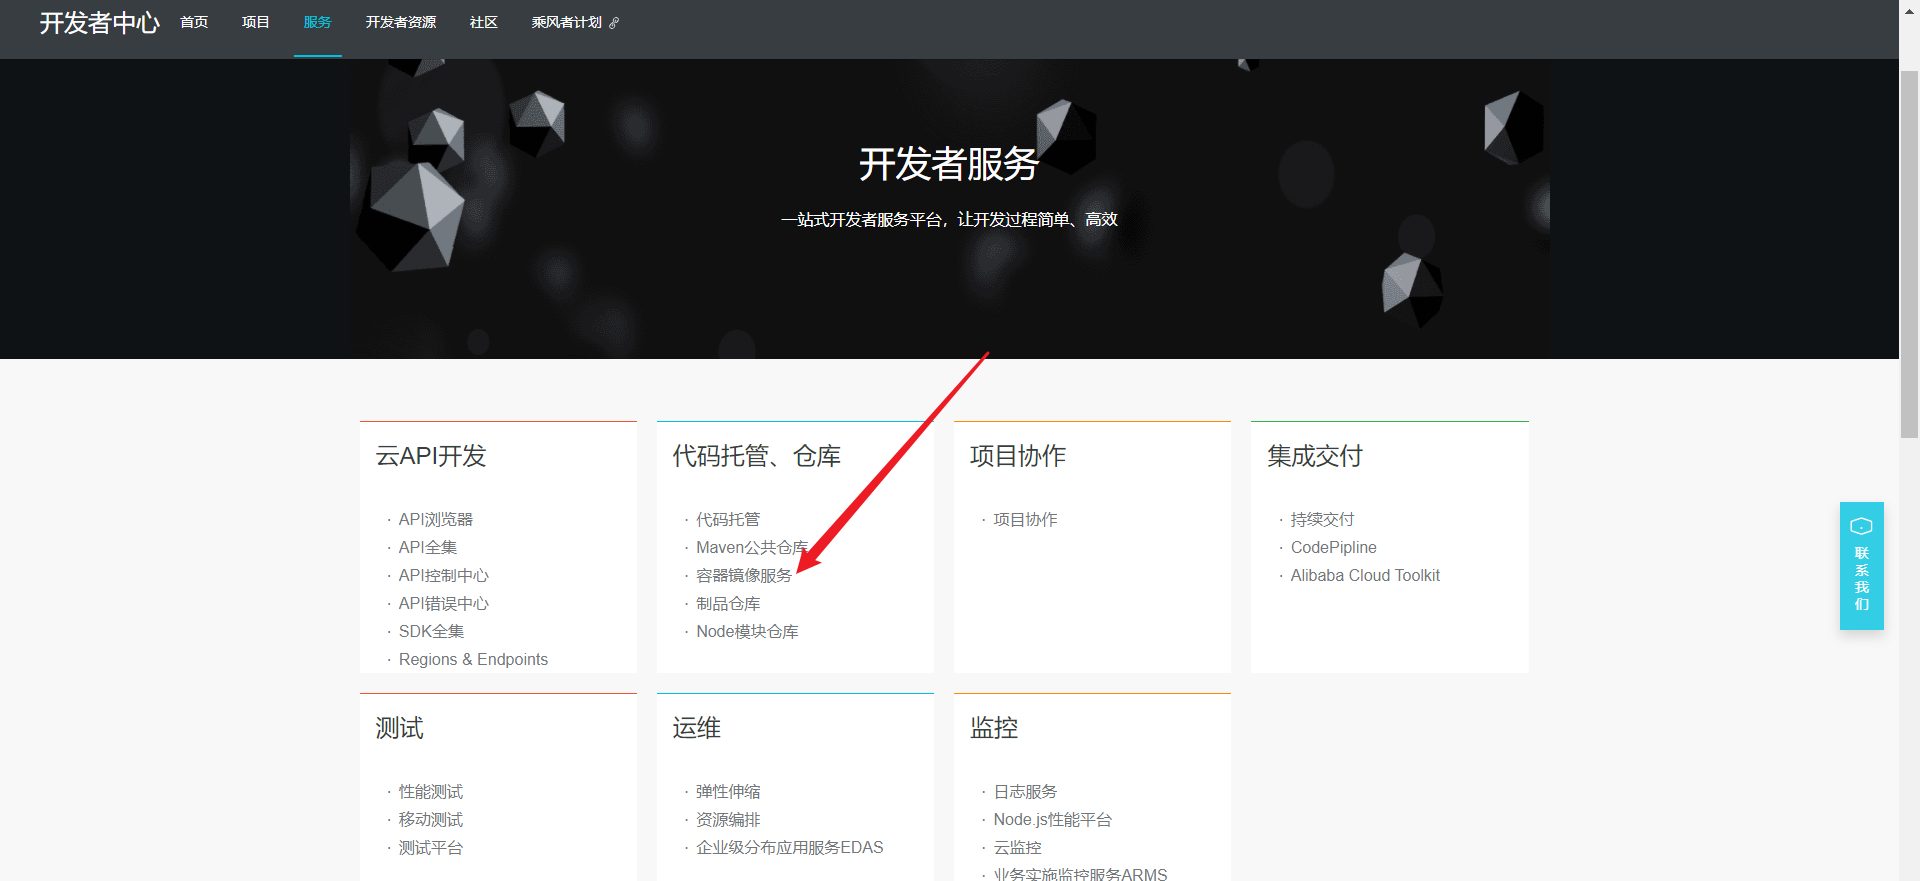 开发者中心 首页 项目 服务 开发者资源 社区 乘风者计划
开发者服务
一站式开发者服务平台，让开发过程简单、高效
云API开发
· API浏览器
· API全集
· API控制中心
· API错误中心
· SDK全集
· Regions & Endpoints
代码托管、仓库
· 代码托管
· Maven公共仓库
· 容器镜像服务
· 制品仓库
· Node模块仓库
项目协作
· 项目协作
集成交付
· 持续交付
· CodePipline
· Alibaba Cloud Toolkit
测试
· 性能测试
· 移动测试
· 测试平台
运维
· 弹性伸缩
· 资源编排
· 企业级分布应用服务EDAS
监控
· 日志服务
· Node.js性能平台
· 云监控
· 业务实施监控服务ARMS
联
系
我
们